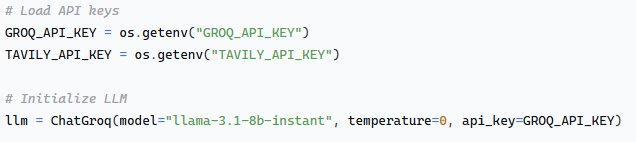 # Load API keys
GROQ_API_KEY = os.getenv("GROQ_API_KEY")
TAVILY_API_KEY = os.getenv("TAVILY_API_KEY")
# Initialize LLM
llm = ChatGroq(model="llama-3.1-8b-instant", temperature=0, api_key=GROQ_API_KEY)